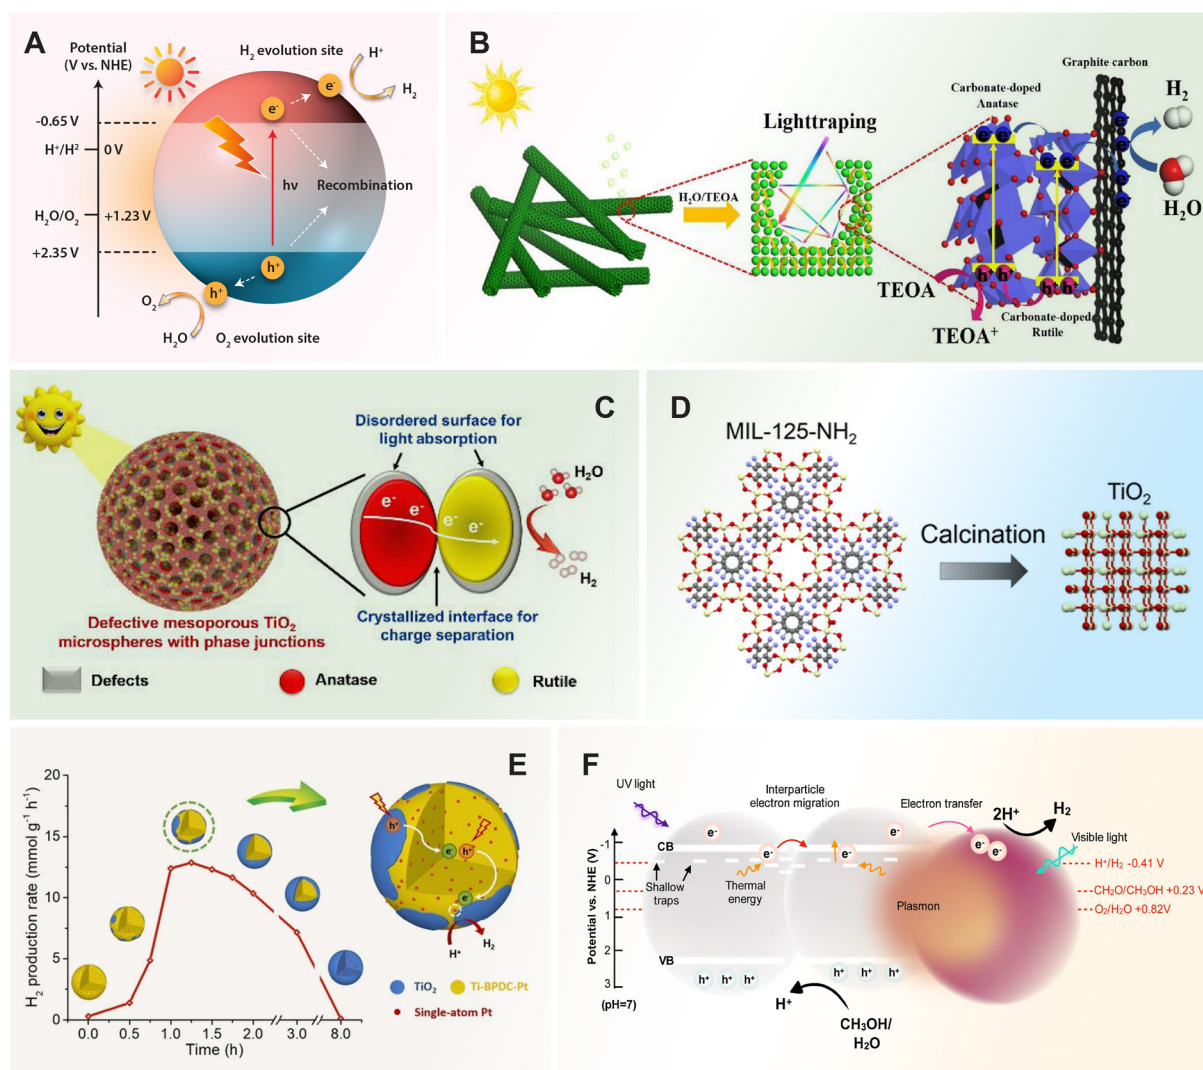 A
Potential
(V vs. NHE)
H₂ evolution site
H⁺
H₂
e⁻
e⁻
-0.65 V
H⁺/H² 0 V
hν
Recombination
H₂O/O₂ +1.23 V
+2.35 V
h⁺
h⁺
O₂
H₂O
O₂ evolution site
B
Graphite carbon
Carbonate-doped
Anatase
H₂
Lighttraping
H₂O/TEOA
e⁻ e⁻
e⁻ e⁻
e⁻
e⁻
e⁻
e⁻
H₂O
TEOA
h⁺ h⁺
h⁺ h⁺
TEOA⁺
Carbonate-doped
Rutile
C
Disordered surface for
light absorption
H₂O
e⁻
e⁻
e⁻
e⁻
H₂
Crystallized interface for
charge separation
Defective mesoporous TiO₂
microspheres with phase junctions
Defects
Anatase
Rutile
D
MIL-125-NH₂
TiO₂
Calcination
E
H₂ production rate (mmol g⁻¹ h⁻¹)
20
15
10
5
0
0.0 0.5 1.0 1.5 2.0 3.0 8.0
Time (h)
h⁺
e⁻ h⁺
e⁻
H⁺
H₂
TiO₂
Ti-BPDC-Pt
Single-atom Pt
F
UV light
Interparticle
electron migration
Electron transfer
2H⁺
H₂
Visible light
e⁻
e⁻
e⁻
e⁻
e⁻
e⁻
CB
Shallow
traps
Thermal
energy
Plasmon
H⁺/H₂ -0.41 V
CH₂O/CH₃OH +0.23 V
O₂/H₂O +0.82V
Potential vs. NHE (V)
-1
0
1
2
3
(pH=7)
VB
h⁺ h⁺ h⁺
h⁺ h⁺ h⁺
H⁺
CH₃OH/
H₂O